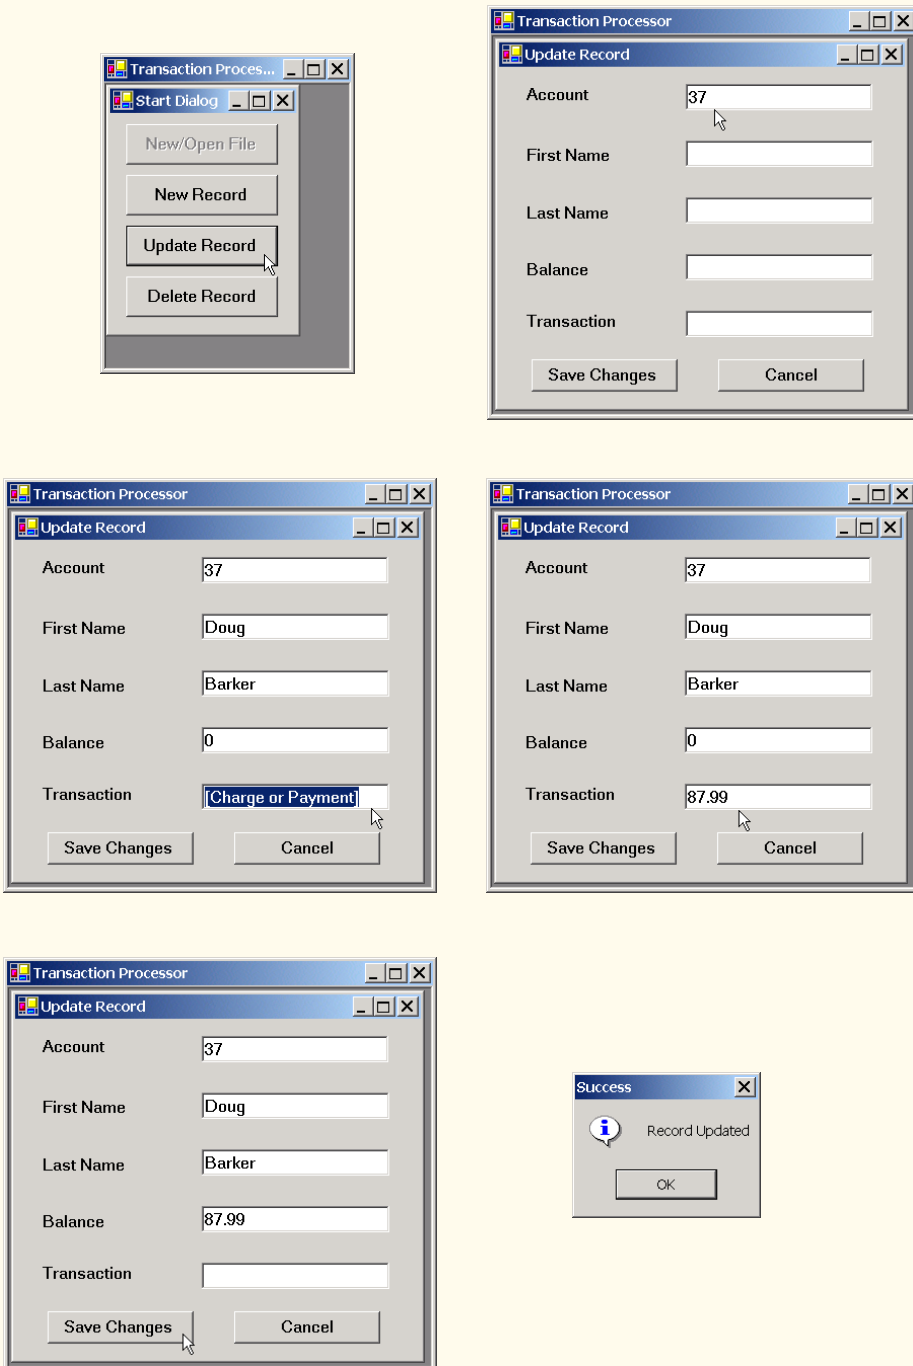 Transaction Proces...
Start Dialog
New/Open File
New Record
Update Record
Delete Record
Transaction Processor
Update Record
Account 37
First Name
Last Name
Balance
Transaction
Save Changes Cancel
Transaction Processor
Update Record
Account 37
First Name Doug
Last Name Barker
Balance 0
Transaction [Charge or Payment]
Save Changes Cancel
Transaction Processor
Update Record
Account 37
First Name Doug
Last Name Barker
Balance 0
Transaction 87.99
Save Changes Cancel
Transaction Processor
Update Record
Account 37
First Name Doug
Last Name Barker
Balance 87.99
Transaction
Save Changes Cancel
Success
Record Updated
OK